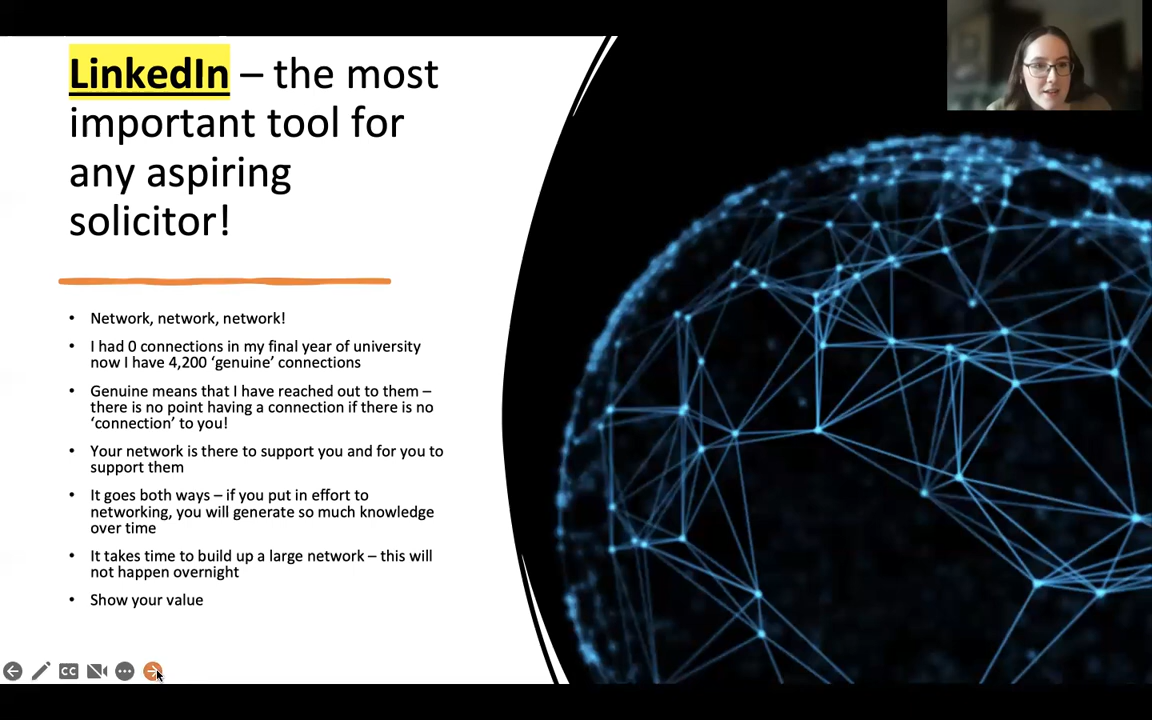 LinkedIn – the most
important tool for
any aspiring
solicitor!
• Network, network, network!
• I had 0 connections in my final year of university
now I have 4,200 ‘genuine’ connections
• Genuine means that I have reached out to them –
there is no point having a connection if there is no
‘connection’ to you!
• Your network is there to support you and for you to
support them
• It goes both ways – if you put in effort to
networking, you will generate so much knowledge
over time
• It takes time to build up a large network – this will
not happen overnight
• Show your value
CC